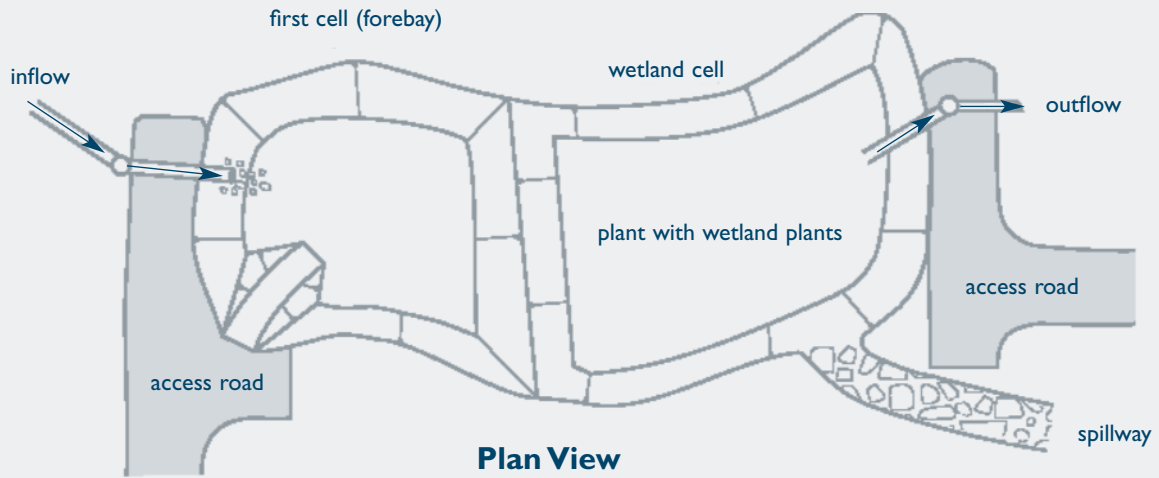 first cell (forebay)
inflow
wetland cell
outflow
plant with wetland plants
access road
access road
spillway
Plan View